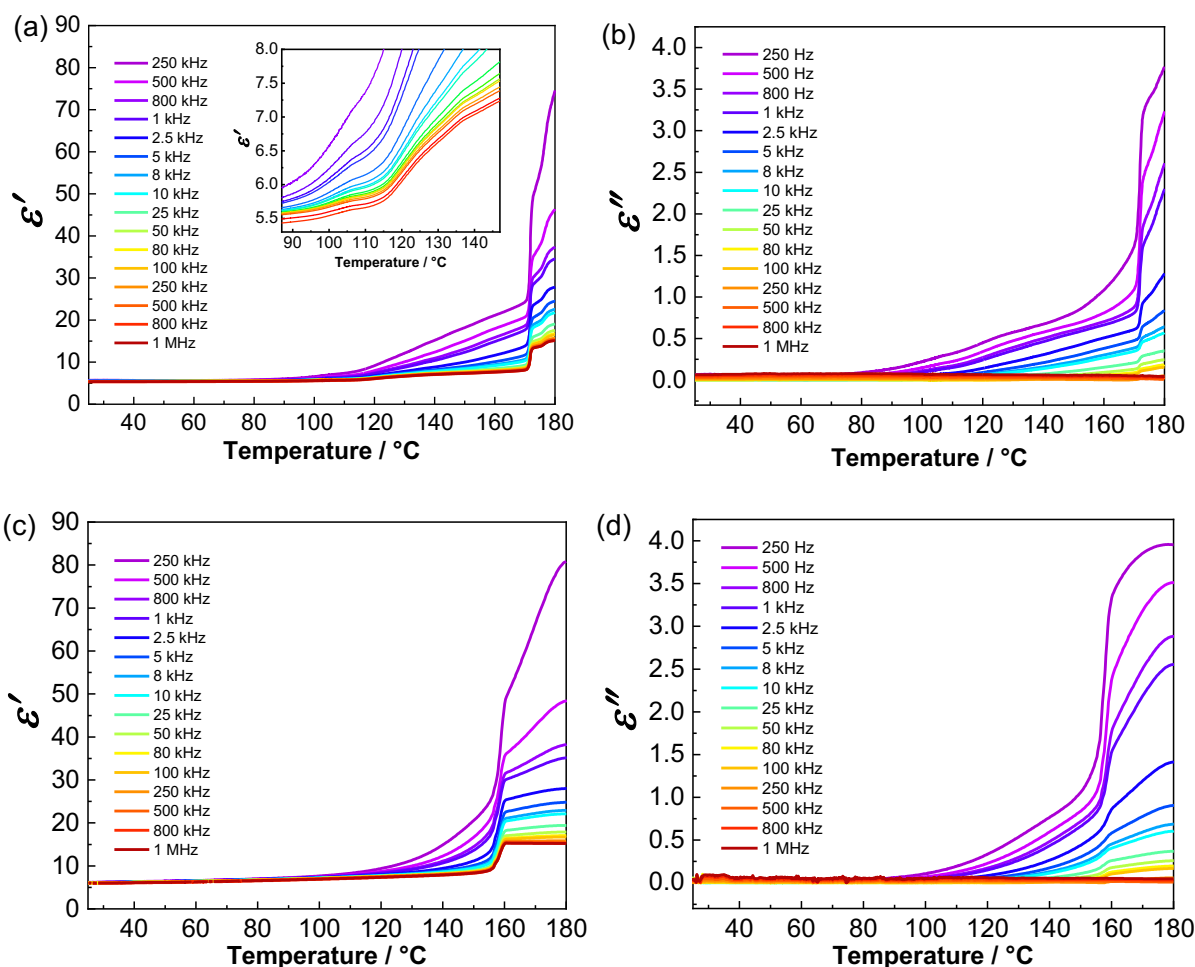 (a)
90
80
70
60
50
40
30
20
10
0
ε′
250 kHz
500 kHz
800 kHz
1 kHz
2.5 kHz
5 kHz
8 kHz
10 kHz
25 kHz
50 kHz
80 kHz
100 kHz
250 kHz
500 kHz
800 kHz
1 MHz
8.0
7.5
7.0
6.5
6.0
5.5
ε′
90 100 110 120 130 140
Temperature / °C
40 60 80 100 120 140 160 180
Temperature / °C
(b)
4.0
3.5
3.0
2.5
2.0
1.5
1.0
0.5
0.0
ε″
250 Hz
500 Hz
800 Hz
1 kHz
2.5 kHz
5 kHz
8 kHz
10 kHz
25 kHz
50 kHz
80 kHz
100 kHz
250 kHz
500 kHz
800 kHz
1 MHz
40 60 80 100 120 140 160 180
Temperature / °C
(c)
90
80
70
60
50
40
30
20
10
0
ε′
250 kHz
500 kHz
800 kHz
1 kHz
2.5 kHz
5 kHz
8 kHz
10 kHz
25 kHz
50 kHz
80 kHz
100 kHz
250 kHz
500 kHz
800 kHz
1 MHz
40 60 80 100 120 140 160 180
Temperature / °C
(d)
4.0
3.5
3.0
2.5
2.0
1.5
1.0
0.5
0.0
ε″
250 Hz
500 Hz
800 Hz
1 kHz
2.5 kHz
5 kHz
8 kHz
10 kHz
25 kHz
50 kHz
80 kHz
100 kHz
250 kHz
500 kHz
800 kHz
1 MHz
40 60 80 100 120 140 160 180
Temperature / °C